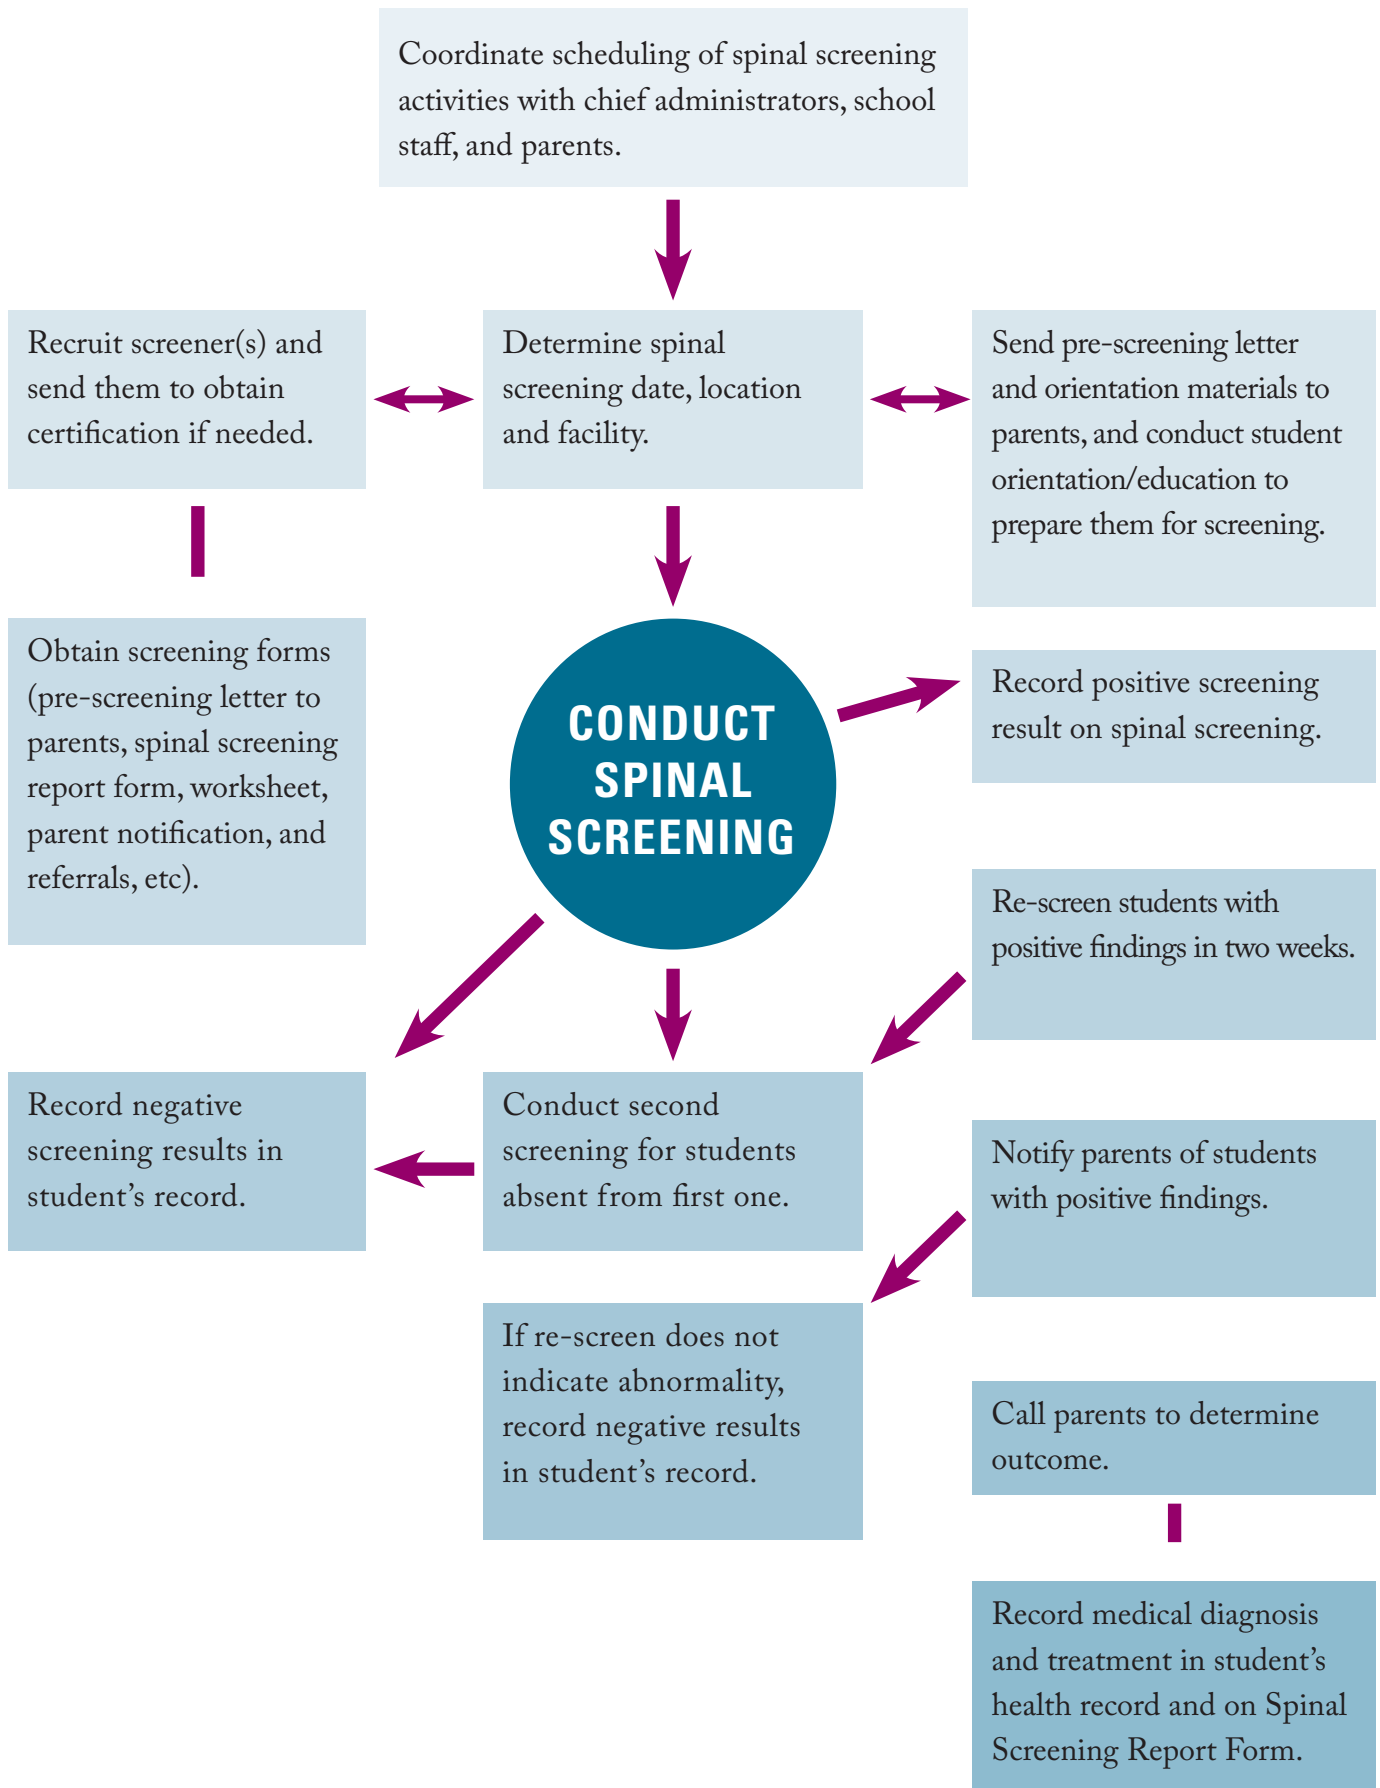 Coordinate scheduling of spinal screening
activities with chief administrators, school
staff, and parents.
Recruit screener(s) and
send them to obtain
certification if needed.
Determine spinal
screening date, location
and facility.
Send pre-screening letter
and orientation materials to
parents, and conduct student
orientation/education to
prepare them for screening.
Obtain screening forms
(pre-screening letter to
parents, spinal screening
report form, worksheet,
parent notification, and
referrals, etc).
CONDUCT
SPINAL
SCREENING
Record positive screening
result on spinal screening.
Re-screen students with
positive findings in two weeks.
Record negative
screening results in
student's record.
Conduct second
screening for students
absent from first one.
Notify parents of students
with positive findings.
If re-screen does not
indicate abnormality,
record negative results
in student's record.
Call parents to determine
outcome.
Record medical diagnosis
and treatment in student's
health record and on Spinal
Screening Report Form.